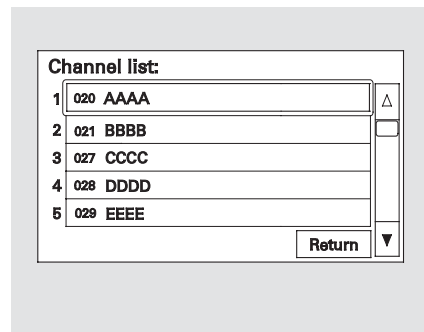 Channel list:
1 020 AAAA
2 021 BBBB
3 027 CCCC
4 028 DDDD
5 029 EEEE
Return